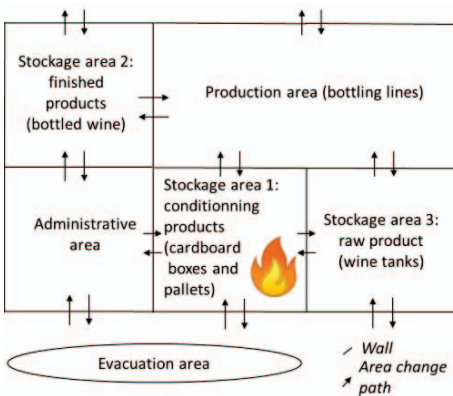 Stockage area 2:
finished
products
(bottled wine)
Production area (bottling lines)
Administrative
area
Stockage area 1:
conditionning
products
(cardboard
boxes and
pallets)
Stockage area 3:
raw product
(wine tanks)
Evacuation area
Wall
Area change
path